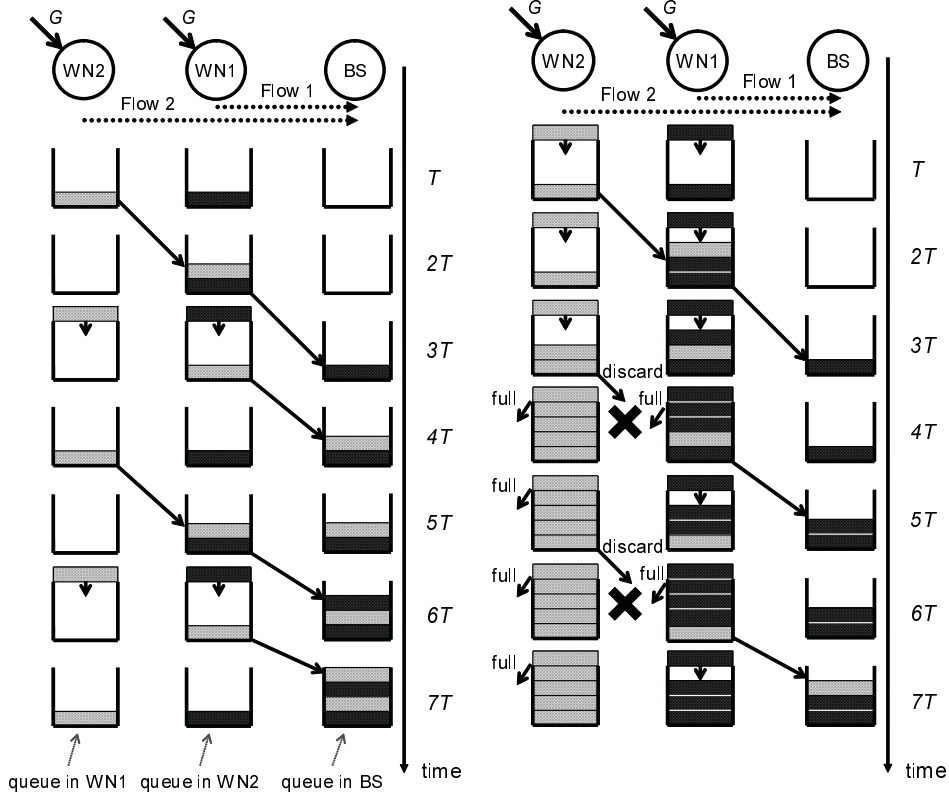 G
G
WN2
WN1
BS
Flow 1
Flow 2
T
2T
3T
4T
5T
6T
7T
time
queue in WN1
queue in WN2
queue in BS
G
G
WN2
WN1
BS
Flow 1
Flow 2
T
2T
3T
discard
full
full
4T
full
5T
discard
full
full
6T
full
7T
time